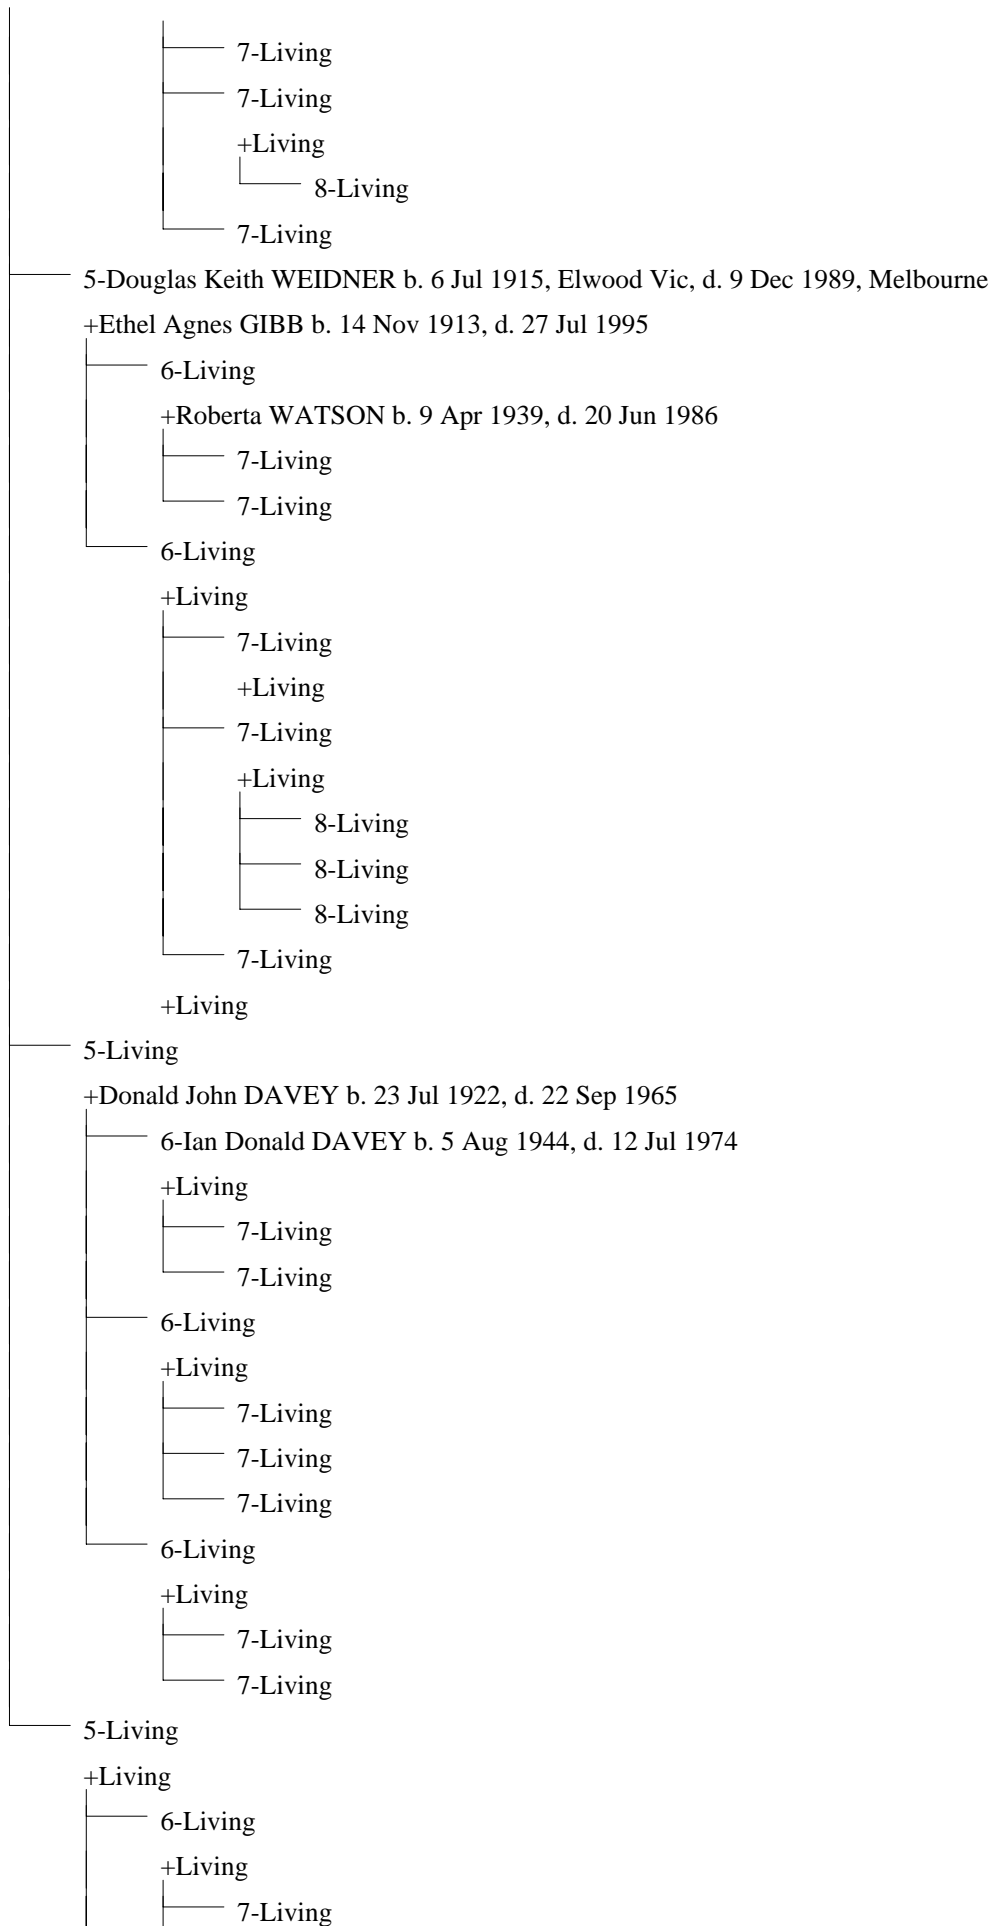 7-Living
7-Living
+Living
8-Living
7-Living
5-Douglas Keith WEIDNER b. 6 Jul 1915, Elwood Vic, d. 9 Dec 1989, Melbourne
+Ethel Agnes GIBB b. 14 Nov 1913, d. 27 Jul 1995
6-Living
+Roberta WATSON b. 9 Apr 1939, d. 20 Jun 1986
7-Living
7-Living
6-Living
+Living
7-Living
+Living
7-Living
+Living
8-Living
8-Living
8-Living
7-Living
+Living
5-Living
+Donald John DAVEY b. 23 Jul 1922, d. 22 Sep 1965
6-Ian Donald DAVEY b. 5 Aug 1944, d. 12 Jul 1974
+Living
7-Living
7-Living
6-Living
+Living
7-Living
7-Living
7-Living
6-Living
+Living
7-Living
7-Living
5-Living
+Living
6-Living
+Living
7-Living